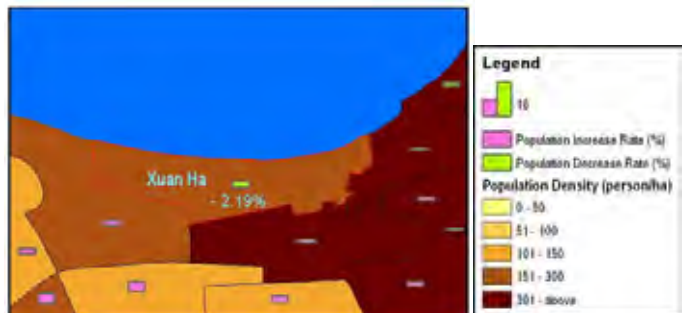 Xuan Ha
- 2.19%
Legend
16
Population Increase Rate (%)
Population Decrease Rate (%)
Population Density (person/ha)
0 - 50
51 - 100
101 - 150
151 - 300
301 - above